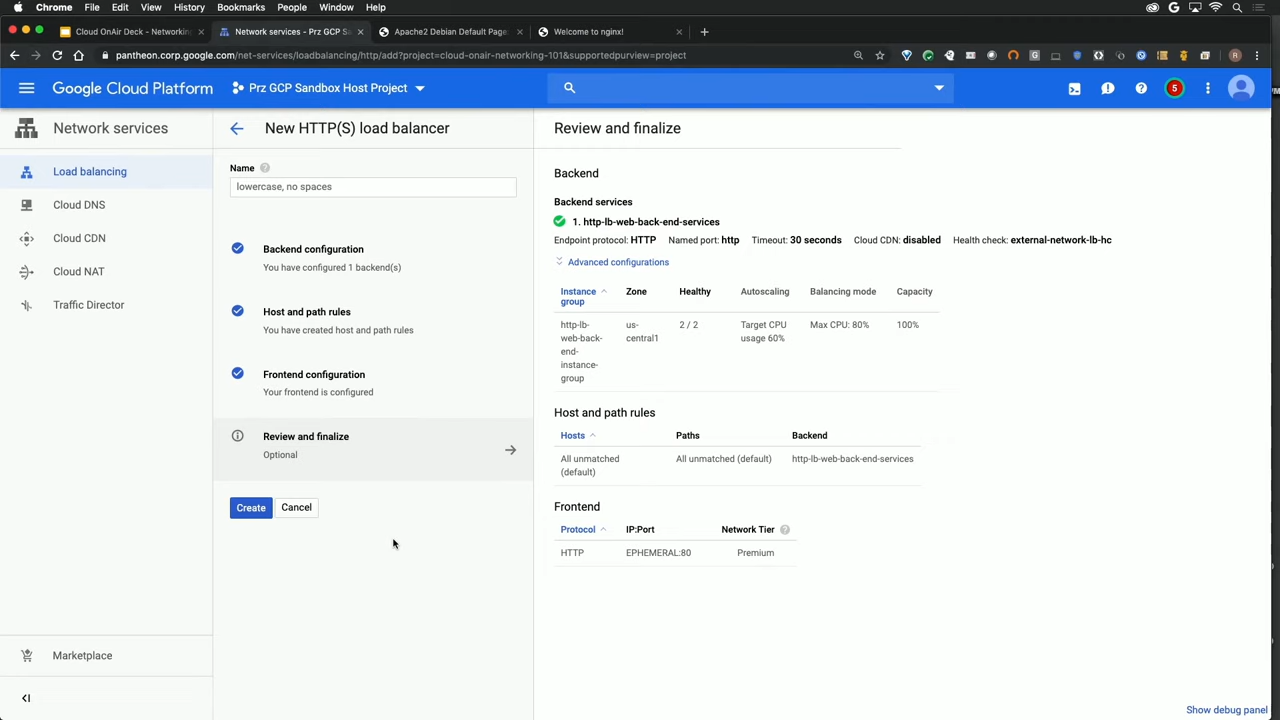 Chrome File Edit View History Bookmarks People Window Help
Cloud OnAir Deck - Networking
Network services - Prz GCP S
Apache2 Debian Default Page
Welcome to nginx!
pantheon.corp.google.com/net-services/loadbalancing/http/add?project=cloud-onair-networking-101&supportedpurview=project
Google Cloud Platform
Prz GCP Sandbox Host Project
5
Network services
New HTTP(S) load balancer
Review and finalize
Load balancing
Cloud DNS
Cloud CDN
Cloud NAT
Traffic Director
Marketplace
Name
lowercase, no spaces
Backend configuration
You have configured 1 backend(s)
Host and path rules
You have created host and path rules
Frontend configuration
Your frontend is configured
Review and finalize
Optional
Create
Cancel
Backend
Backend services
1. http-lb-web-back-end-services
Endpoint protocol: HTTP Named port: http Timeout: 30 seconds Cloud CDN: disabled Health check: external-network-lb-hc
Advanced configurations
Instance group Zone Healthy Autoscaling Balancing mode Capacity
http-lb-web-back-end-instance-group us-central1 2 / 2 Target CPU usage 60% Max CPU: 80% 100%
Host and path rules
Hosts Paths Backend
All unmatched (default) All unmatched (default) http-lb-web-back-end-services
Frontend
Protocol IP:Port Network Tier
HTTP EPHEMERAL:80 Premium
Show debug panel